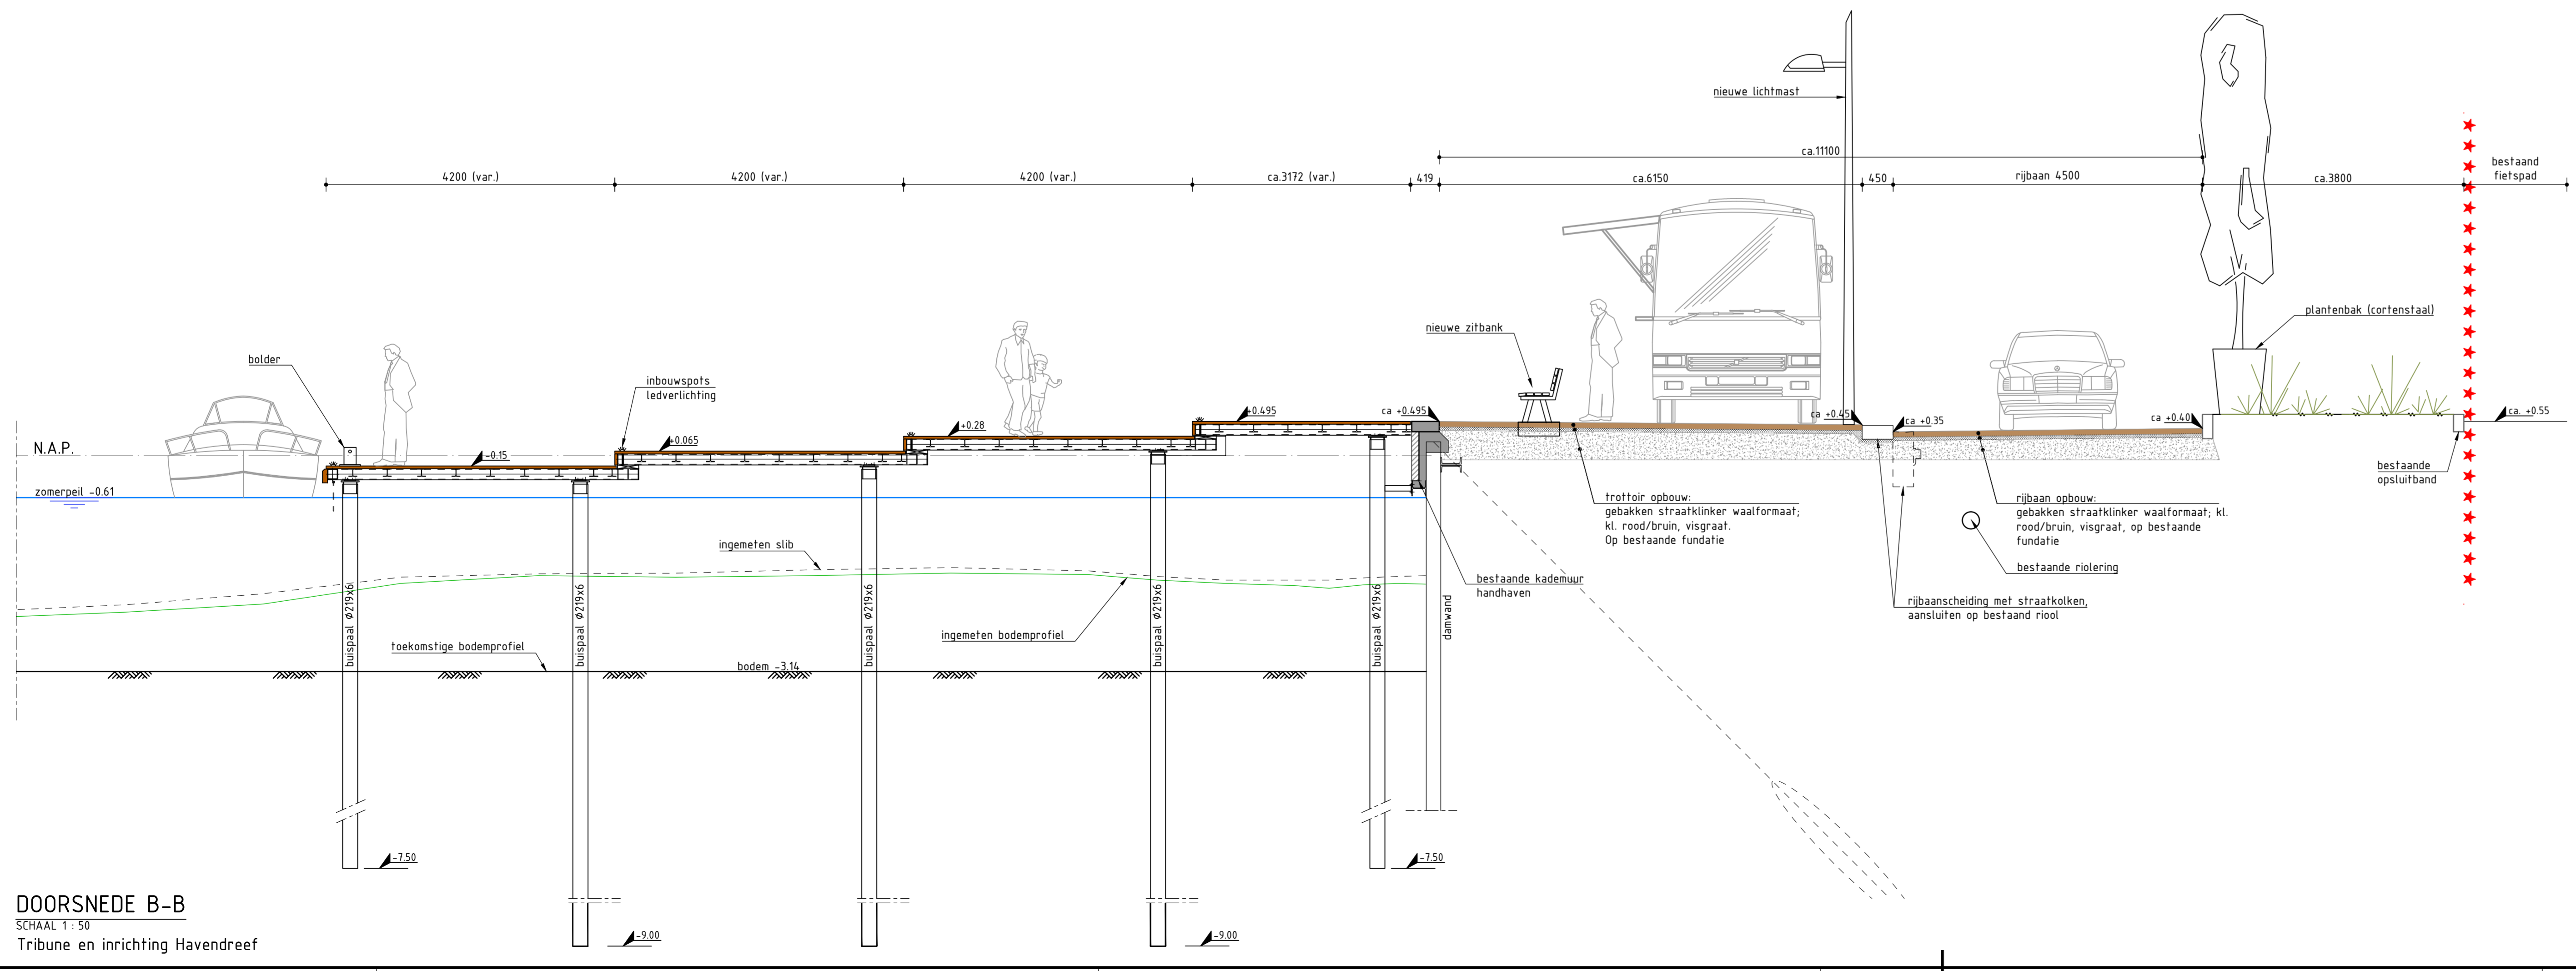 nieuwe lichtmast
ca.11100
4200 (var.)
4200 (var.)
4200 (var.)
ca.3172 (var.)
419
ca.6150
450
rijbaan 4500
ca.3800
bestaand
fietspad
plantenbak (cortenstaal)
nieuwe zitbank
bolder
inbouwspots
ledverlichting
N.A.P.
-0.15
+0.065
+0.28
+0.495
ca +0.495
ca +0.45
ca +0.35
ca +0.40
ca. +0.55
bestaande
opsluitband
zomerpeil -0.61
trottoir opbouw:
gebakken straatklinker waalformaat;
kl. rood/bruin, visgraat.
Op bestaande fundatie
rijbaan opbouw:
gebakken straatklinker waalformaat; kl.
rood/bruin, visgraat, op bestaande
fundatie
bestaande riolering
ingemeten slib
bestaande kademuur
handhaven
rijbaanscheiding met straatkolken,
aansluiten op bestaand riool
ingemeten bodemprofiel
toekomstige bodemprofiel
bodem -3.14
buispaal Ø219x6
buispaal Ø219x6
buispaal Ø219x6
buispaal Ø219x6
buispaal Ø219x6
damwand
-7.50
-7.50
-9.00
-9.00
DOORSNEDE B-B
SCHAAL 1 : 50
Tribune en inrichting Havendreef